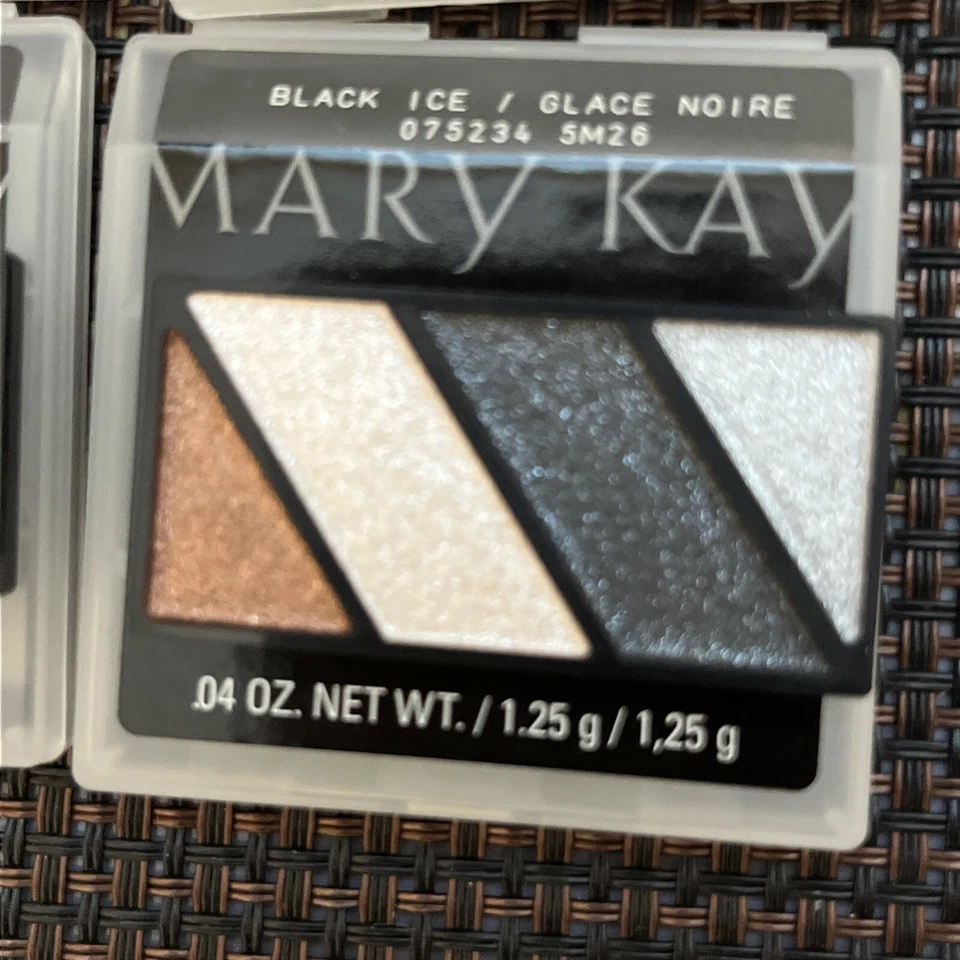 BLACK ICE / GLACE NOIRE
075234 5M26
MARY KAY
.04 OZ. NET WT. / 1.25 g / 1,25 g